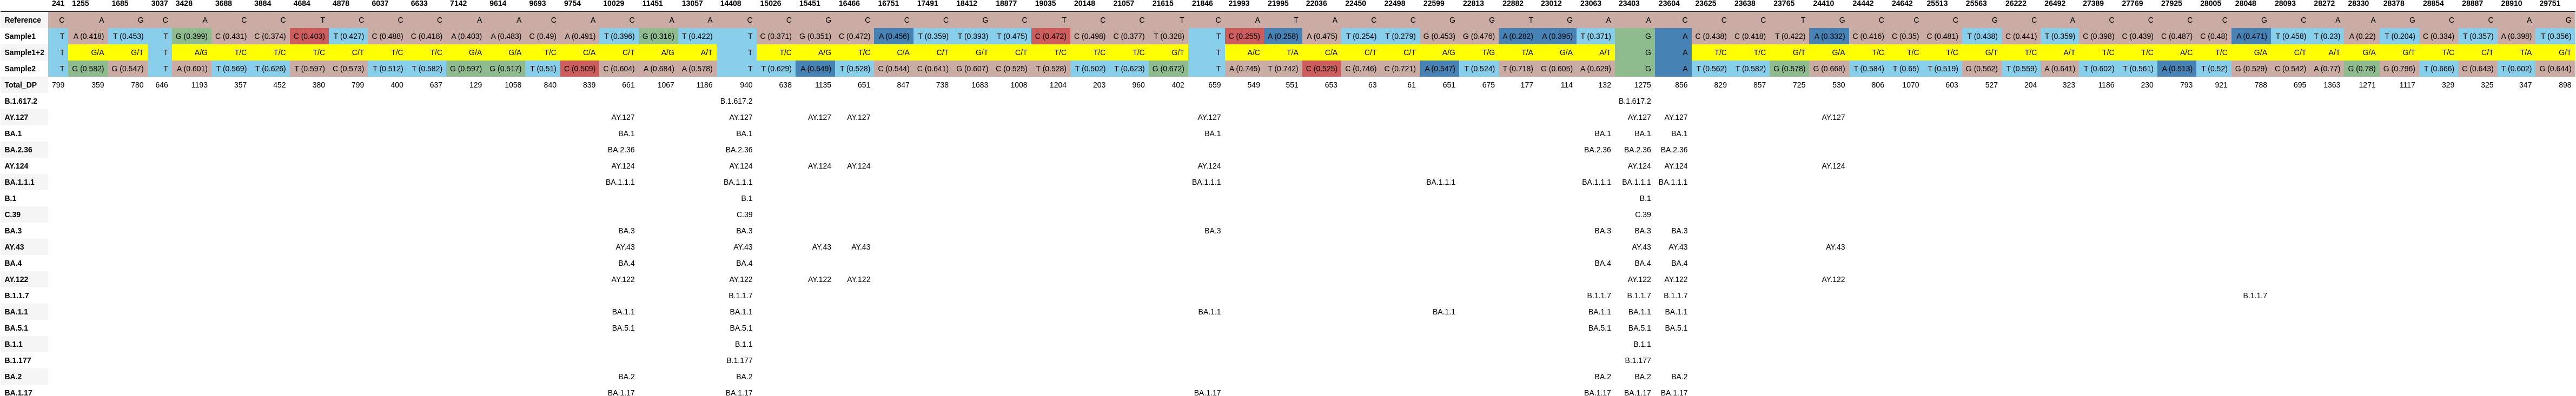 241 1255 1685 3037 3428 3688 3884 4684 4878 6037 6633 7142 9614 9693 9754 10029 11451 13057 14408 15026 15451 16466 16751 17491 18412 18877 19035 20148 21057 21615 21846 21993 21995 22036 22450 22498 22599 22813 22882 23012 23063 23403 23604 23625 23638 23765 24410 24442 24642 25513 25563 26222 26492 27389 27769 27925 28005 28048 28093 28272 28330 28378 28854 28887 28910 29751
Reference C A G C A C C T C C C A A C A C A A C C G C C C C C T C C T C A T A C C G G T G A A C C C T G C C C G C A C C C C G C A A G C C A G
Sample1 T A (0.418) T (0.453) T G (0.399) C (0.431) C (0.374) C (0.403) T (0.427) C (0.488) C (0.418) A (0.403) A (0.483) C (0.49) A (0.491) T (0.396) G (0.316) T (0.422) T C (0.371) G (0.351) C (0.472) A (0.456) T (0.359) T (0.393) T (0.475) C (0.472) C (0.498) C (0.377) T (0.328) T C (0.255) A (0.258) A (0.475) T (0.254) T (0.279) G (0.453) G (0.476) A (0.282) A (0.395) T (0.371) G A C (0.438) C (0.418) T (0.422) A (0.332) C (0.416) C (0.35) C (0.481) T (0.438) C (0.441) T (0.359) C (0.398) C (0.439) C (0.487) C (0.48) A (0.471) T (0.458) T (0.23) A (0.22) T (0.204) C (0.334) T (0.357) A (0.398) T (0.356)
Sample1+2 T G/A G/T T A/G T/C T/C T/C C/T T/C T/C G/A G/A T/C C/A C/T A/G A/T T T/C A/G T/C C/A C/T G/T C/T T/C T/C T/C G/T T A/C T/A C/A C/T C/T A/G T/G T/A G/A A/T G A T/C T/C G/T G/A T/C T/C T/C G/T T/C A/T T/C T/C A/C T/C G/A C/T A/T G/A G/T T/C C/T T/A G/T
Sample2 T G (0.582) G (0.547) T A (0.601) T (0.569) T (0.626) T (0.597) C (0.573) T (0.512) T (0.582) G (0.597) G (0.517) T (0.51) C (0.509) C (0.604) A (0.684) A (0.578) T T (0.629) A (0.649) T (0.528) C (0.544) C (0.641) G (0.607) C (0.525) T (0.528) T (0.502) T (0.623) G (0.672) T A (0.745) T (0.742) C (0.525) C (0.746) C (0.721) A (0.547) T (0.524) T (0.718) G (0.605) A (0.629) G A T (0.562) T (0.582) G (0.578) G (0.668) T (0.584) T (0.65) T (0.519) G (0.562) T (0.559) A (0.641) T (0.602) T (0.561) A (0.513) T (0.52) G (0.529) C (0.542) A (0.77) G (0.78) G (0.796) T (0.666) C (0.643) T (0.602) G (0.644)
Total_DP 799 359 780 646 1193 357 452 380 799 400 637 129 1058 840 839 661 1067 1186 940 638 1135 651 847 738 1683 1008 1204 203 960 402 659 549 551 653 63 61 651 675 177 114 132 1275 856 829 857 725 530 806 1070 603 527 204 323 1186 230 793 921 788 695 1363 1271 1117 329 325 347 898
B.1.617.2 B.1.617.2 B.1.617.2
AY.127 AY.127 AY.127 AY.127 AY.127 AY.127 AY.127 AY.127 AY.127
BA.1 BA.1 BA.1 BA.1 BA.1 BA.1 BA.1
BA.2.36 BA.2.36 BA.2.36 BA.2.36 BA.2.36 BA.2.36
AY.124 AY.124 AY.124 AY.124 AY.124 AY.124 AY.124 AY.124 AY.124
BA.1.1.1 BA.1.1.1 BA.1.1.1 BA.1.1.1 BA.1.1.1 BA.1.1.1 BA.1.1.1 BA.1.1.1
B.1 B.1 B.1
C.39 C.39 C.39
BA.3 BA.3 BA.3 BA.3 BA.3 BA.3 BA.3
AY.43 AY.43 AY.43 AY.43 AY.43 AY.43 AY.43 AY.43
BA.4 BA.4 BA.4 BA.4 BA.4 BA.4
AY.122 AY.122 AY.122 AY.122 AY.122 AY.122 AY.122 AY.122
B.1.1.7 B.1.1.7 B.1.1.7 B.1.1.7 B.1.1.7 B.1.1.7
BA.1.1 BA.1.1 BA.1.1 BA.1.1 BA.1.1 BA.1.1 BA.1.1 BA.1.1
BA.5.1 BA.5.1 BA.5.1 BA.5.1 BA.5.1 BA.5.1
B.1.1 B.1.1 B.1.1
B.1.177 B.1.177 B.1.177
BA.2 BA.2 BA.2 BA.2 BA.2 BA.2
BA.1.17 BA.1.17 BA.1.17 BA.1.17 BA.1.17 BA.1.17 BA.1.17